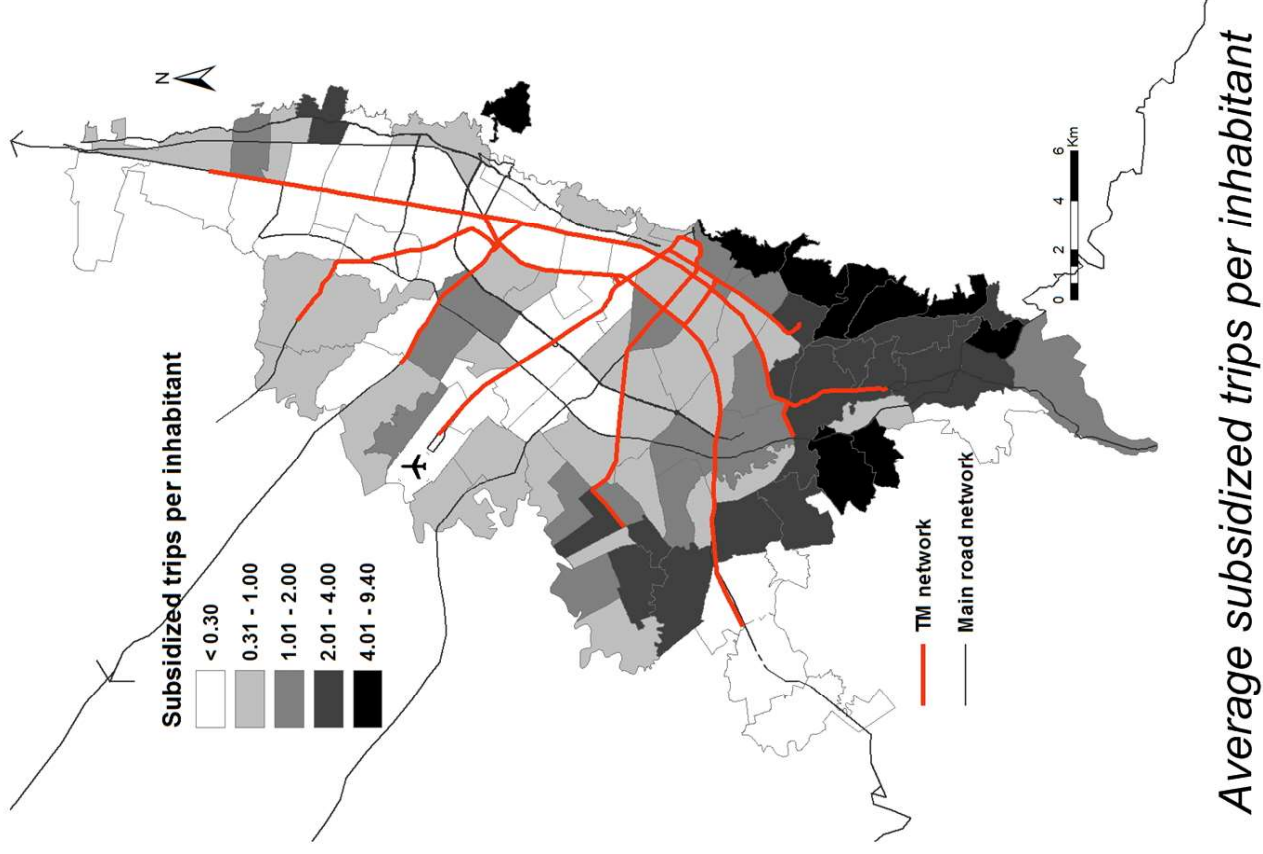 N
Subsidized trips per inhabitant
< 0.30
0.31 - 1.00
1.01 - 2.00
2.01 - 4.00
4.01 - 9.40
TM network
Main road network
0 2 4 6
Km
Average subsidized trips per inhabitant